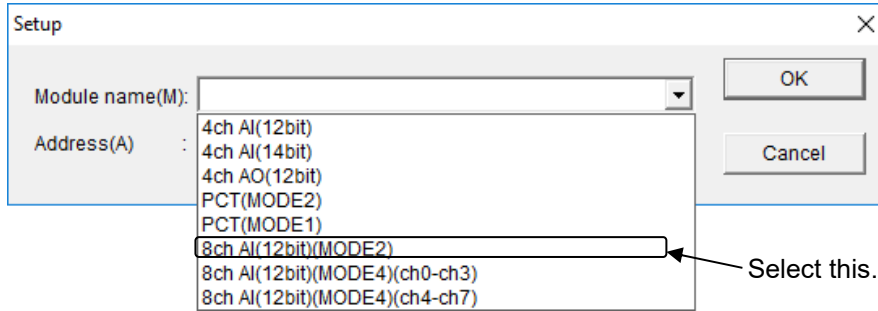 Setup
Module name(M):
OK
Address(A) :
Cancel
4ch AI(12bit)
4ch AI(14bit)
4ch AO(12bit)
PCT(MODE2)
PCT(MODE1)
8ch AI(12bit)(MODE2)
8ch AI(12bit)(MODE4)(ch0-ch3)
8ch AI(12bit)(MODE4)(ch4-ch7)
Select this.